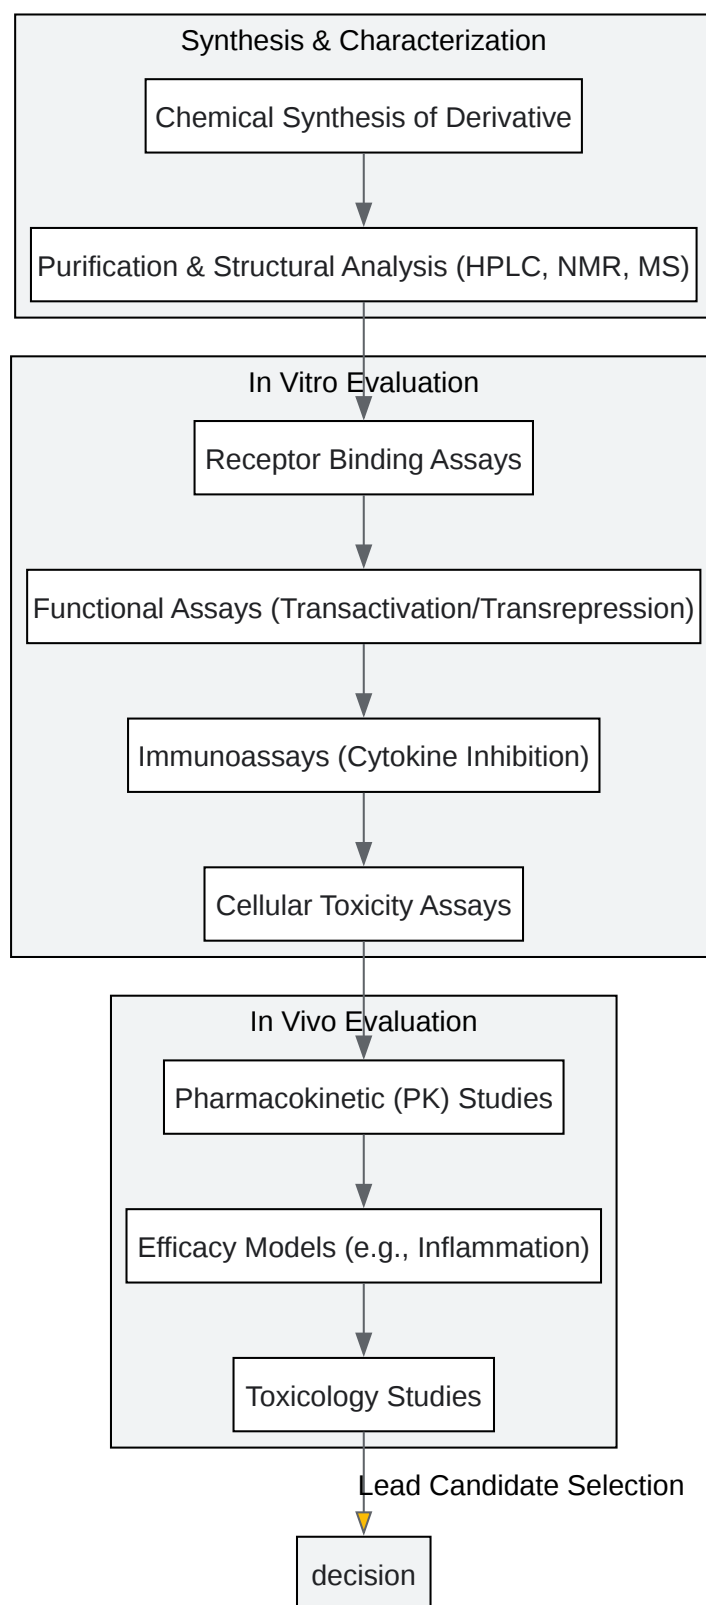 Synthesis & Characterization
Chemical Synthesis of Derivative
Purification & Structural Analysis (HPLC, NMR, MS)
In Vitro Evaluation
Receptor Binding Assays
Functional Assays (Transactivation/Transrepression)
Immunoassays (Cytokine Inhibition)
Cellular Toxicity Assays
In Vivo Evaluation
Pharmacokinetic (PK) Studies
Efficacy Models (e.g., Inflammation)
Toxicology Studies
Lead Candidate Selection
decision